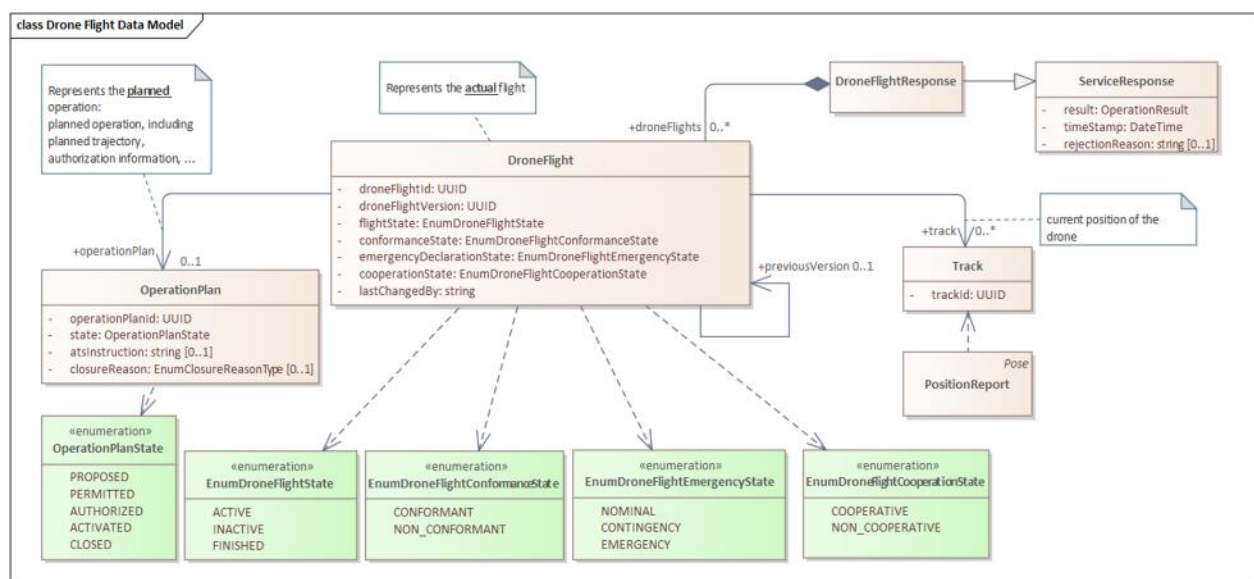 class Drone Flight Data Model
Represents the planned
operation:
planned operation, including
planned trajectory,
authorization information, ...
Represents the actual flight
DroneFlightResponse
ServiceResponse
- result: OperationResult
- timeStamp: DateTime
- rejectionReason: string [0..1]
+droneFlights 0..*
DroneFlight
- droneFlightId: UUID
- droneFlightVersion: UUID
- flightState: EnumDroneFlightState
- conformanceState: EnumDroneFlightConformanceState
- emergencyDeclarationState: EnumDroneFlightEmergencyState
- cooperationState: EnumDroneFlightCooperationState
- lastChangedBy: string
current position of the
drone
+operationPlan
0..1
+track 0..*
+previousVersion 0..1
OperationPlan
- operationPlanId: UUID
- state: OperationPlanState
- atsInstruction: string [0..1]
- closureReason: EnumClosureReasonType [0..1]
Track
- trackId: UUID
Pose
PositionReport
«enumeration»
OperationPlanState
PROPOSED
PERMITTED
AUTHORIZED
ACTIVATED
CLOSED
«enumeration»
EnumDroneFlightState
ACTIVE
INACTIVE
FINISHED
«enumeration»
EnumDroneFlightConformanceState
CONFORMANT
NON_CONFORMANT
«enumeration»
EnumDroneFlightEmergencyState
NOMINAL
CONTINGENCY
EMERGENCY
«enumeration»
EnumDroneFlightCooperationState
COOPERATIVE
NON_COOPERATIVE